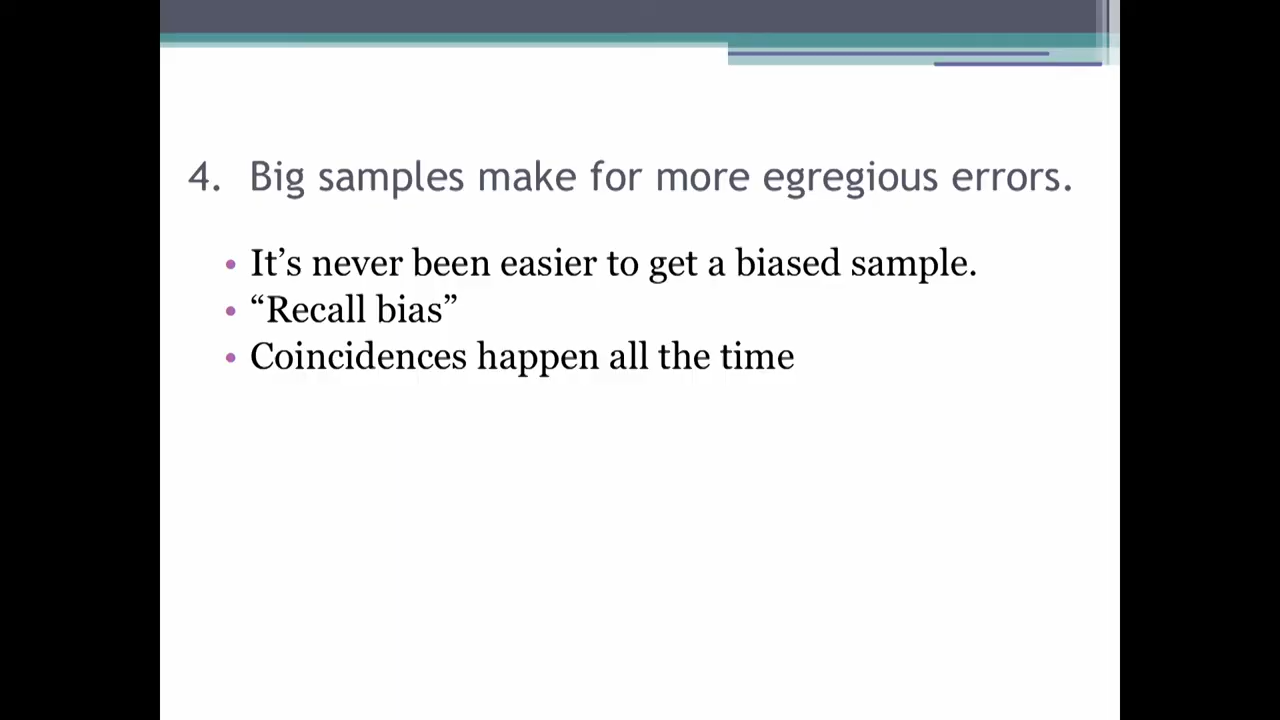 4. Big samples make for more egregious errors.
• It’s never been easier to get a biased sample.
• “Recall bias”
• Coincidences happen all the time